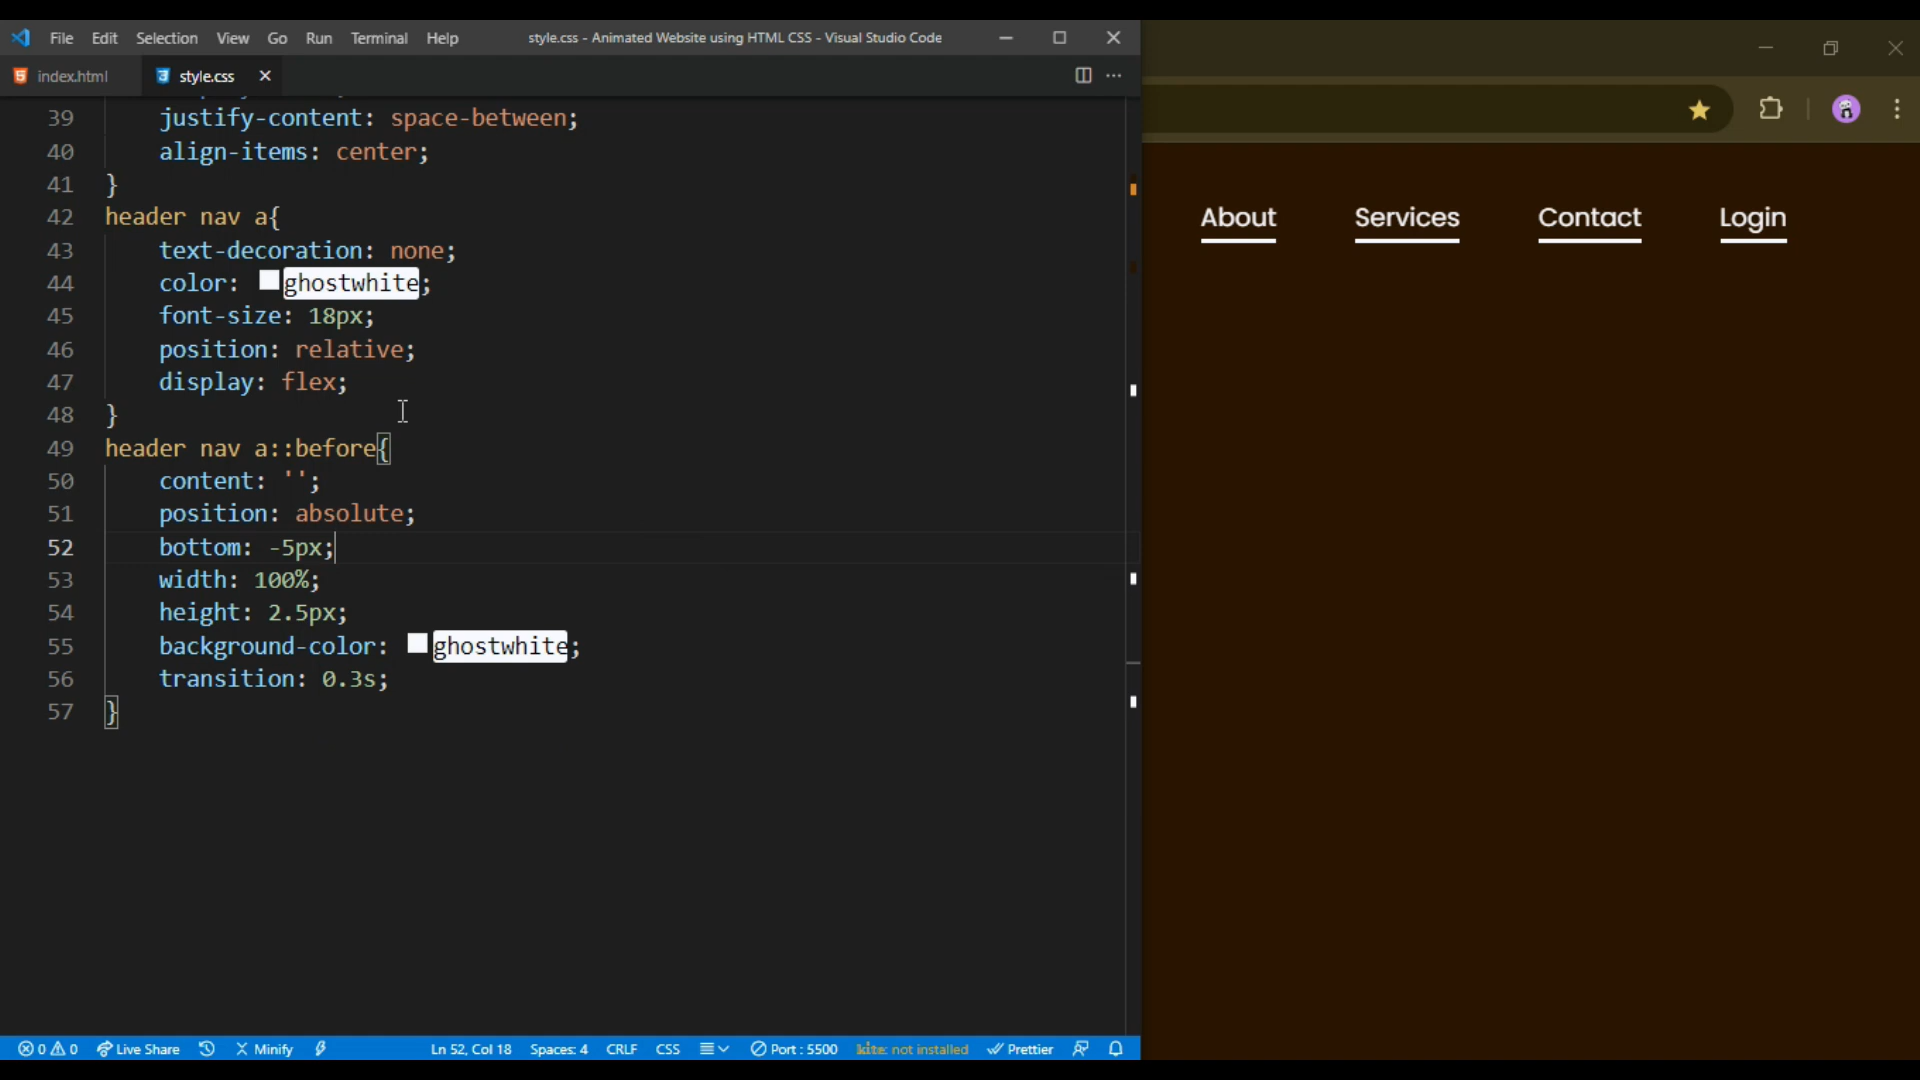 File Edit Selection View Go Run Terminal Help style.css - Animated Website using HTML CSS - Visual Studio Code
index.html style.css
39 justify-content: space-between;
40 align-items: center;
41 }
42 header nav a{
43 text-decoration: none;
44 color: ghostwhite;
45 font-size: 18px;
46 position: relative;
47 display: flex;
48 }
49 header nav a::before{
50 content: '';
51 position: absolute;
52 bottom: -5px;
53 width: 100%;
54 height: 2.5px;
55 background-color: ghostwhite;
56 transition: 0.3s;
57 }
About Services Contact Login
0 0 Live Share Minify Ln 52, Col 18 Spaces: 4 CRLF CSS Port : 5500 kite: not installed Prettier